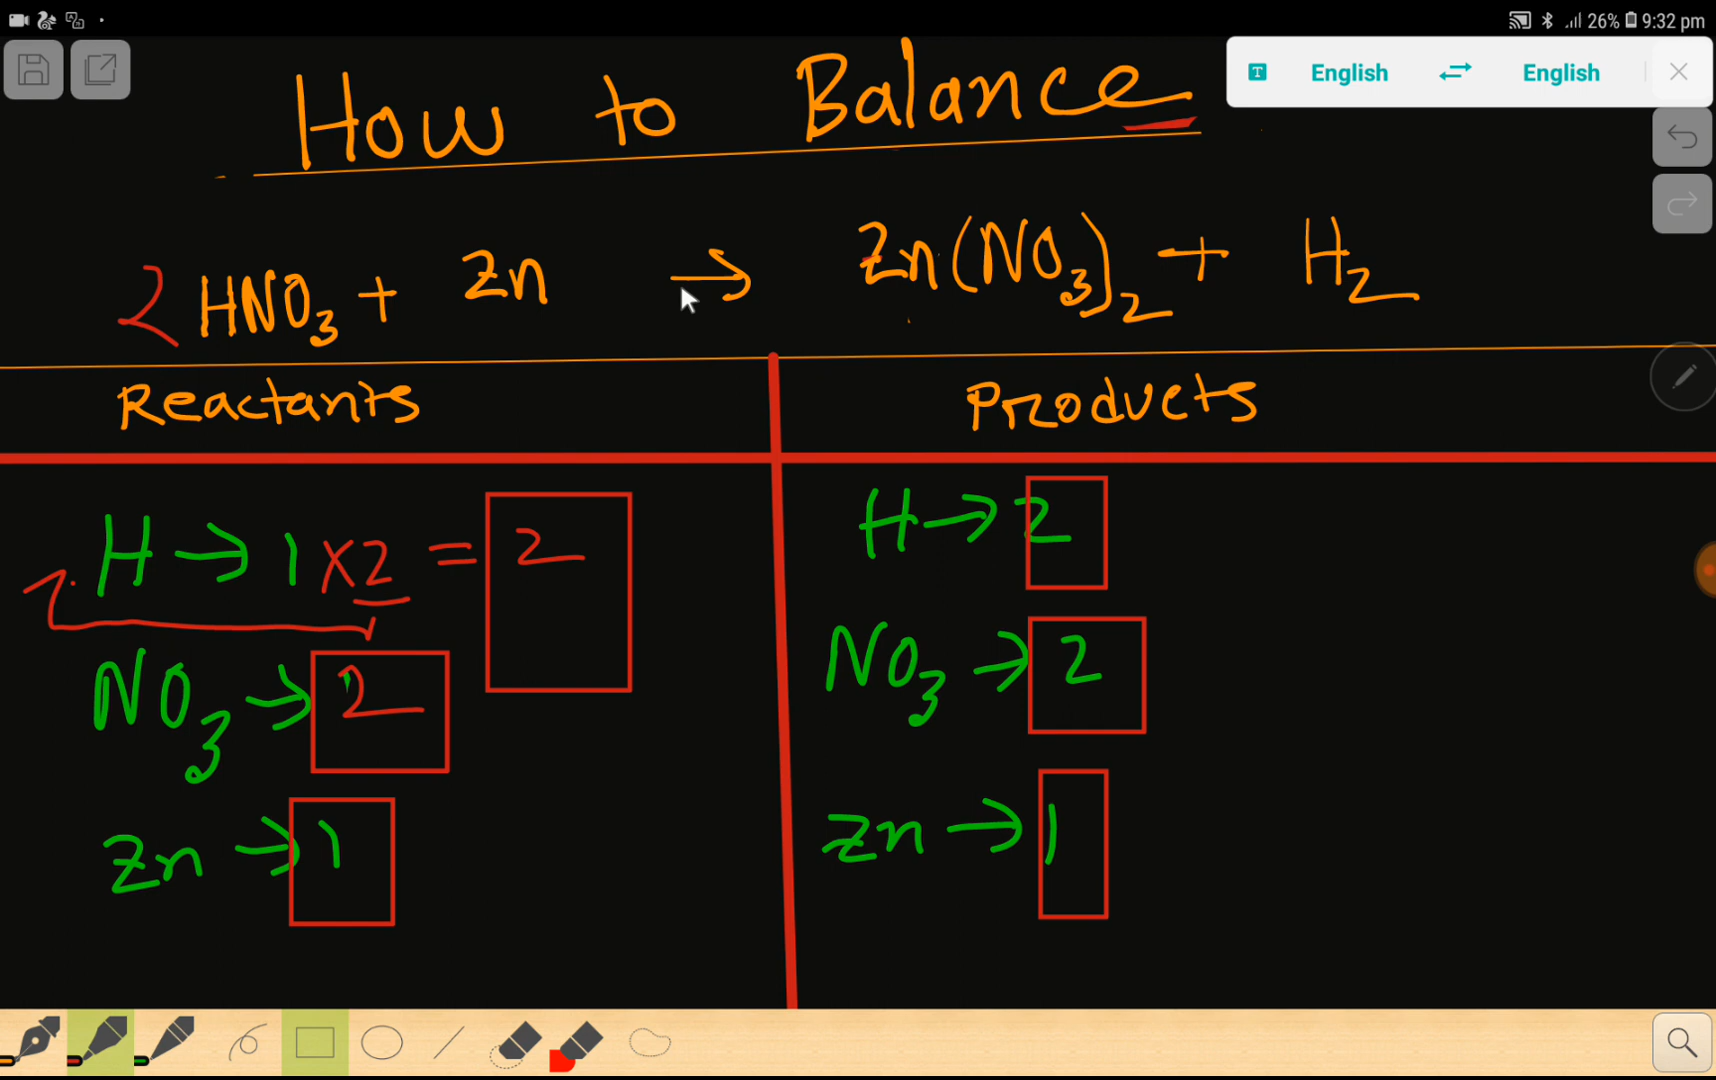 26% 9:32 pm
English English
How to Balance
2 HNO3 + Zn → Zn(NO3)2 + H2
Reactants Products
H → 1 x2 = 2 H → 2
2
NO3 → 2 NO3 → 2
Zn → 1 Zn → 1